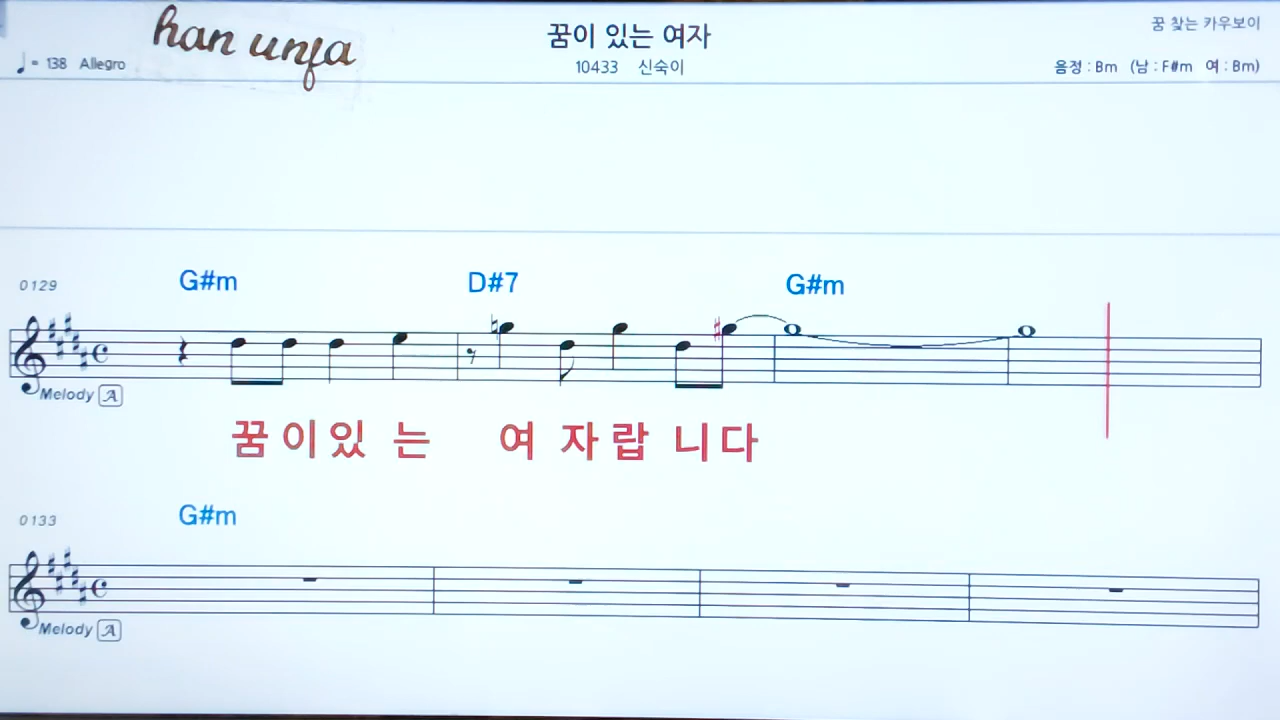 han unfa
꿈이 있는 여자
꿈 찾는 카우보이
♩= 138 Allegro
10433 신숙이
음정 : Bm (남 : F#m 여 : Bm)
0129
G#m D#7 G#m
Melody A
꿈이있는 여자랍니다
0133
G#m
Melody A